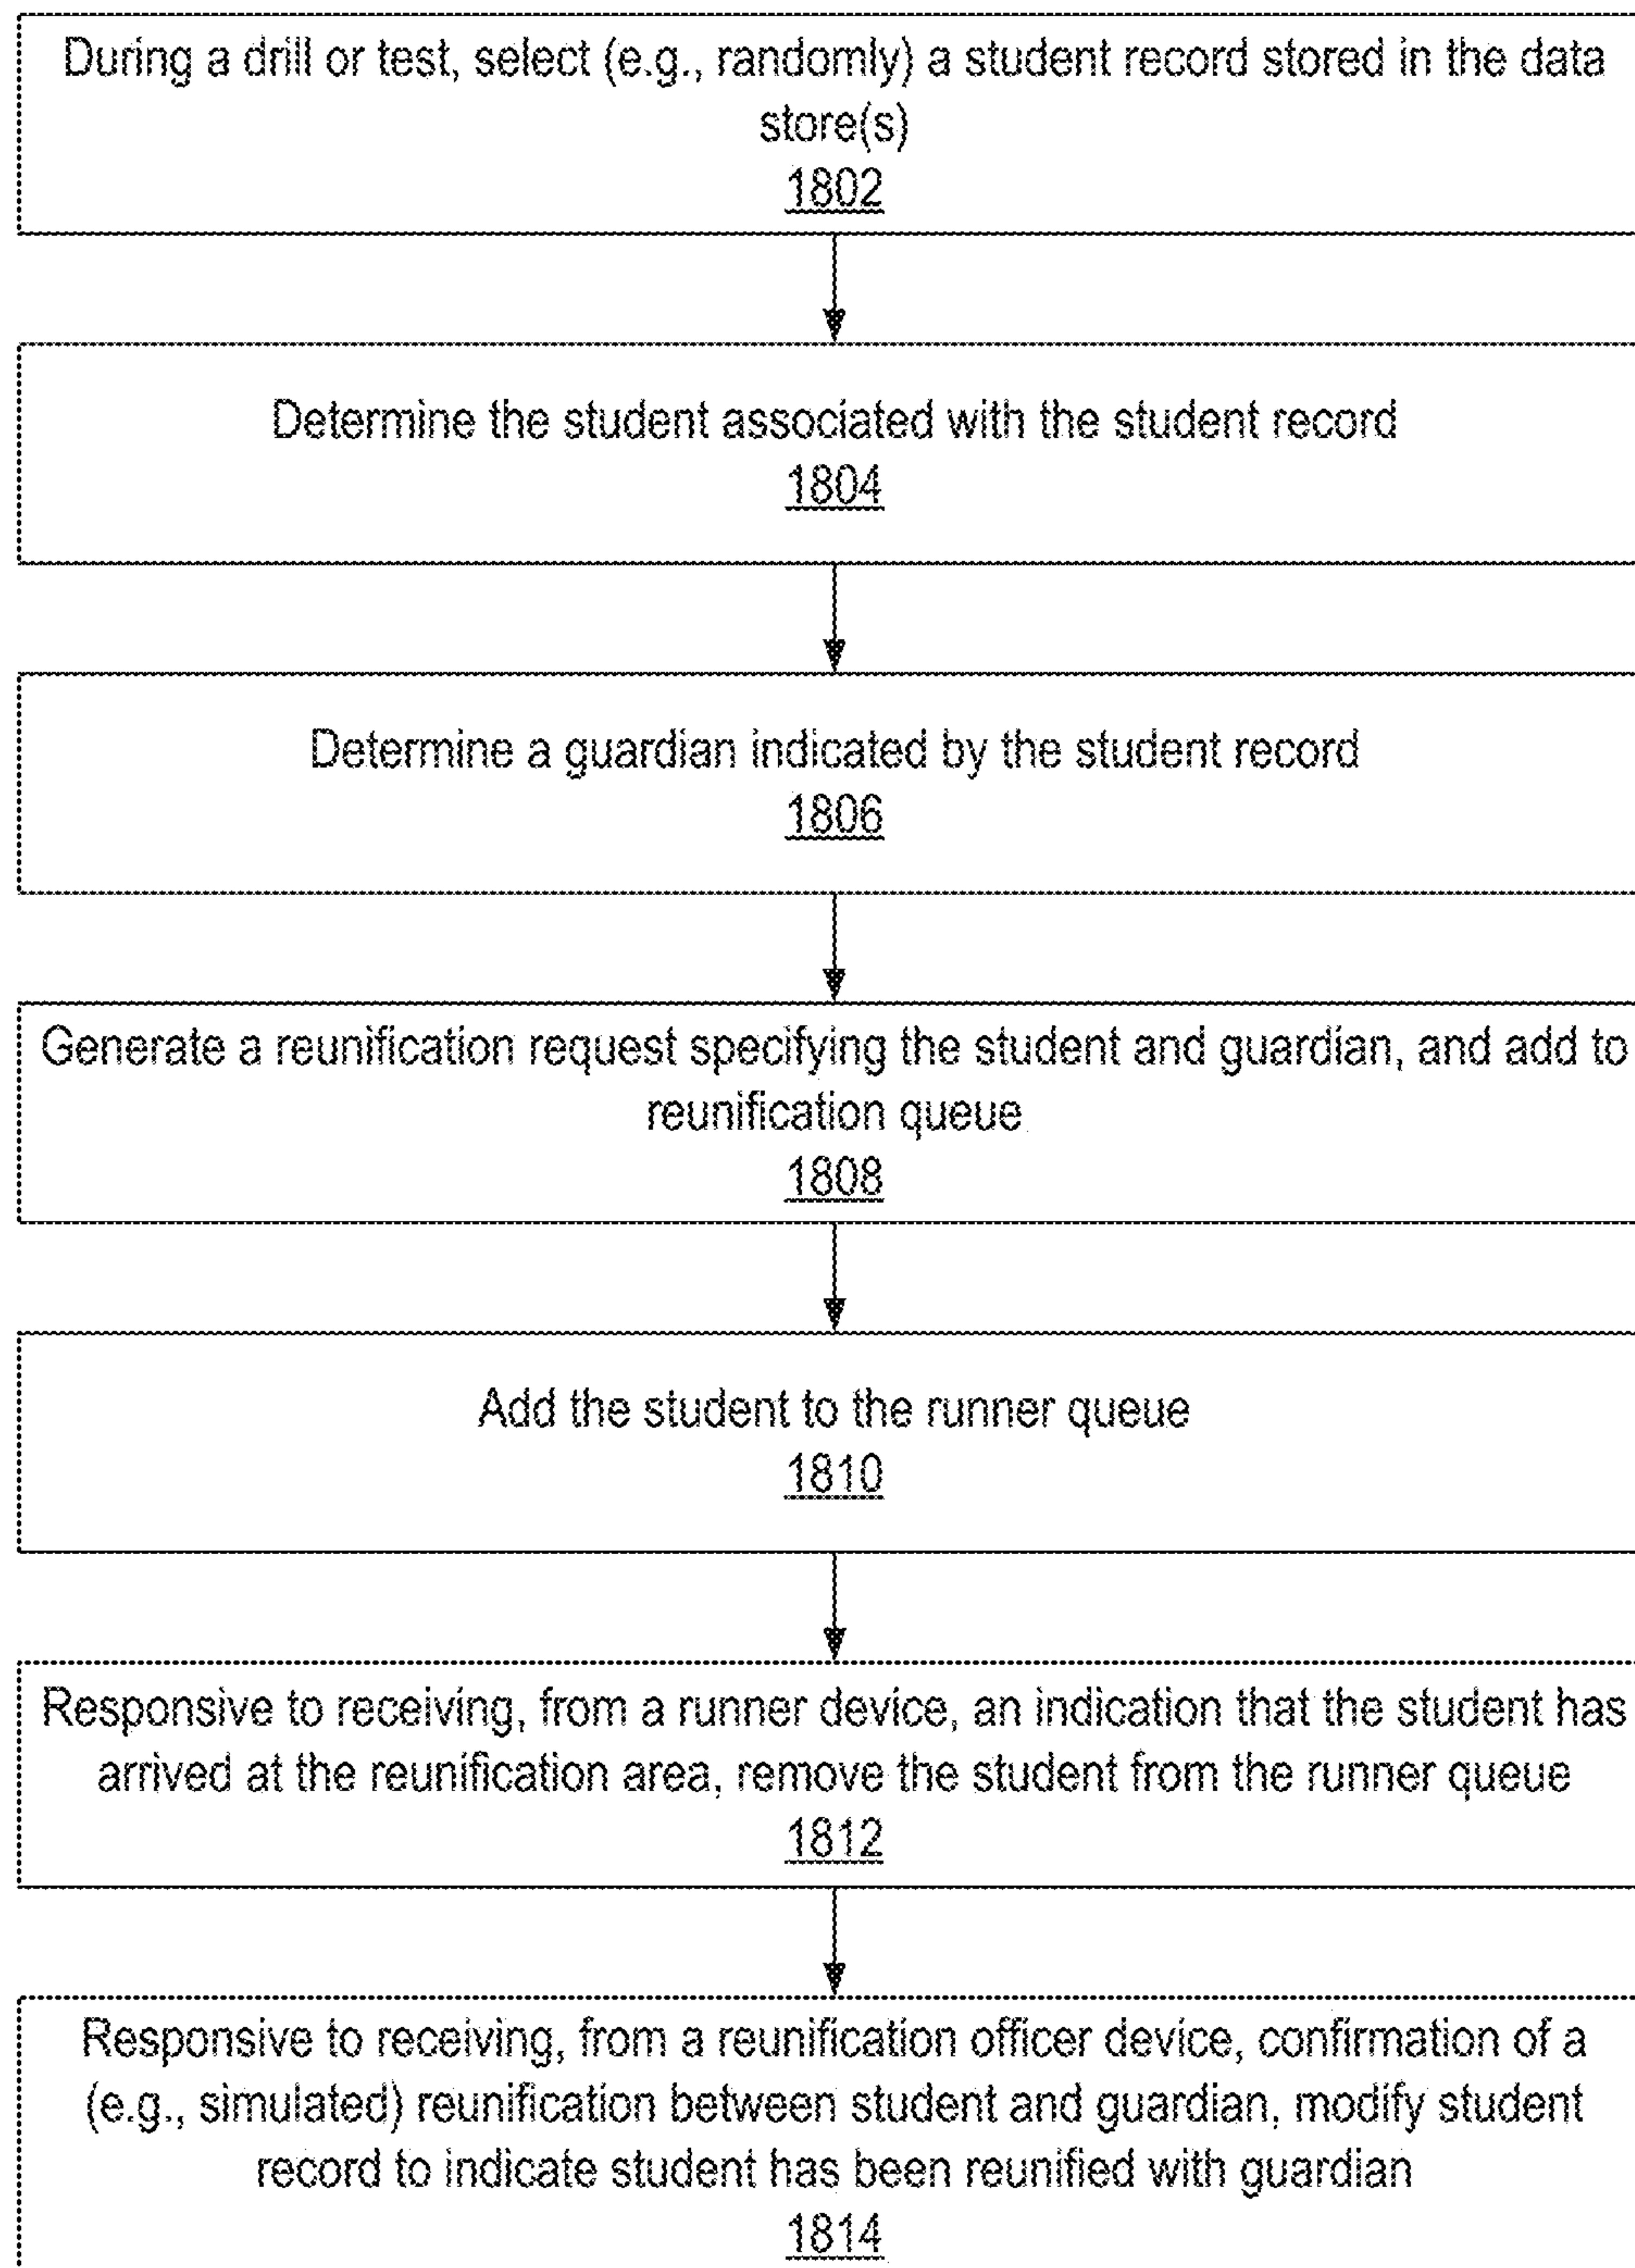 During a drill or test, select (e.g., randomly) a student record stored in the data
store(s)
1802
Determine the student associated with the student record
1804
Determine a guardian indicated by the student record
1806
Generate a reunification request specifying the student and guardian, and add to
reunification queue
1808
Add the student to the runner queue
1810
Responsive to receiving, from a runner device, an indication that the student has
arrived at the reunification area, remove the student from the runner queue
1812
Responsive to receiving, from a reunification officer device, confirmation of a
(e.g., simulated) reunification between student and guardian, modify student
record to indicate student has been reunified with guardian
1814